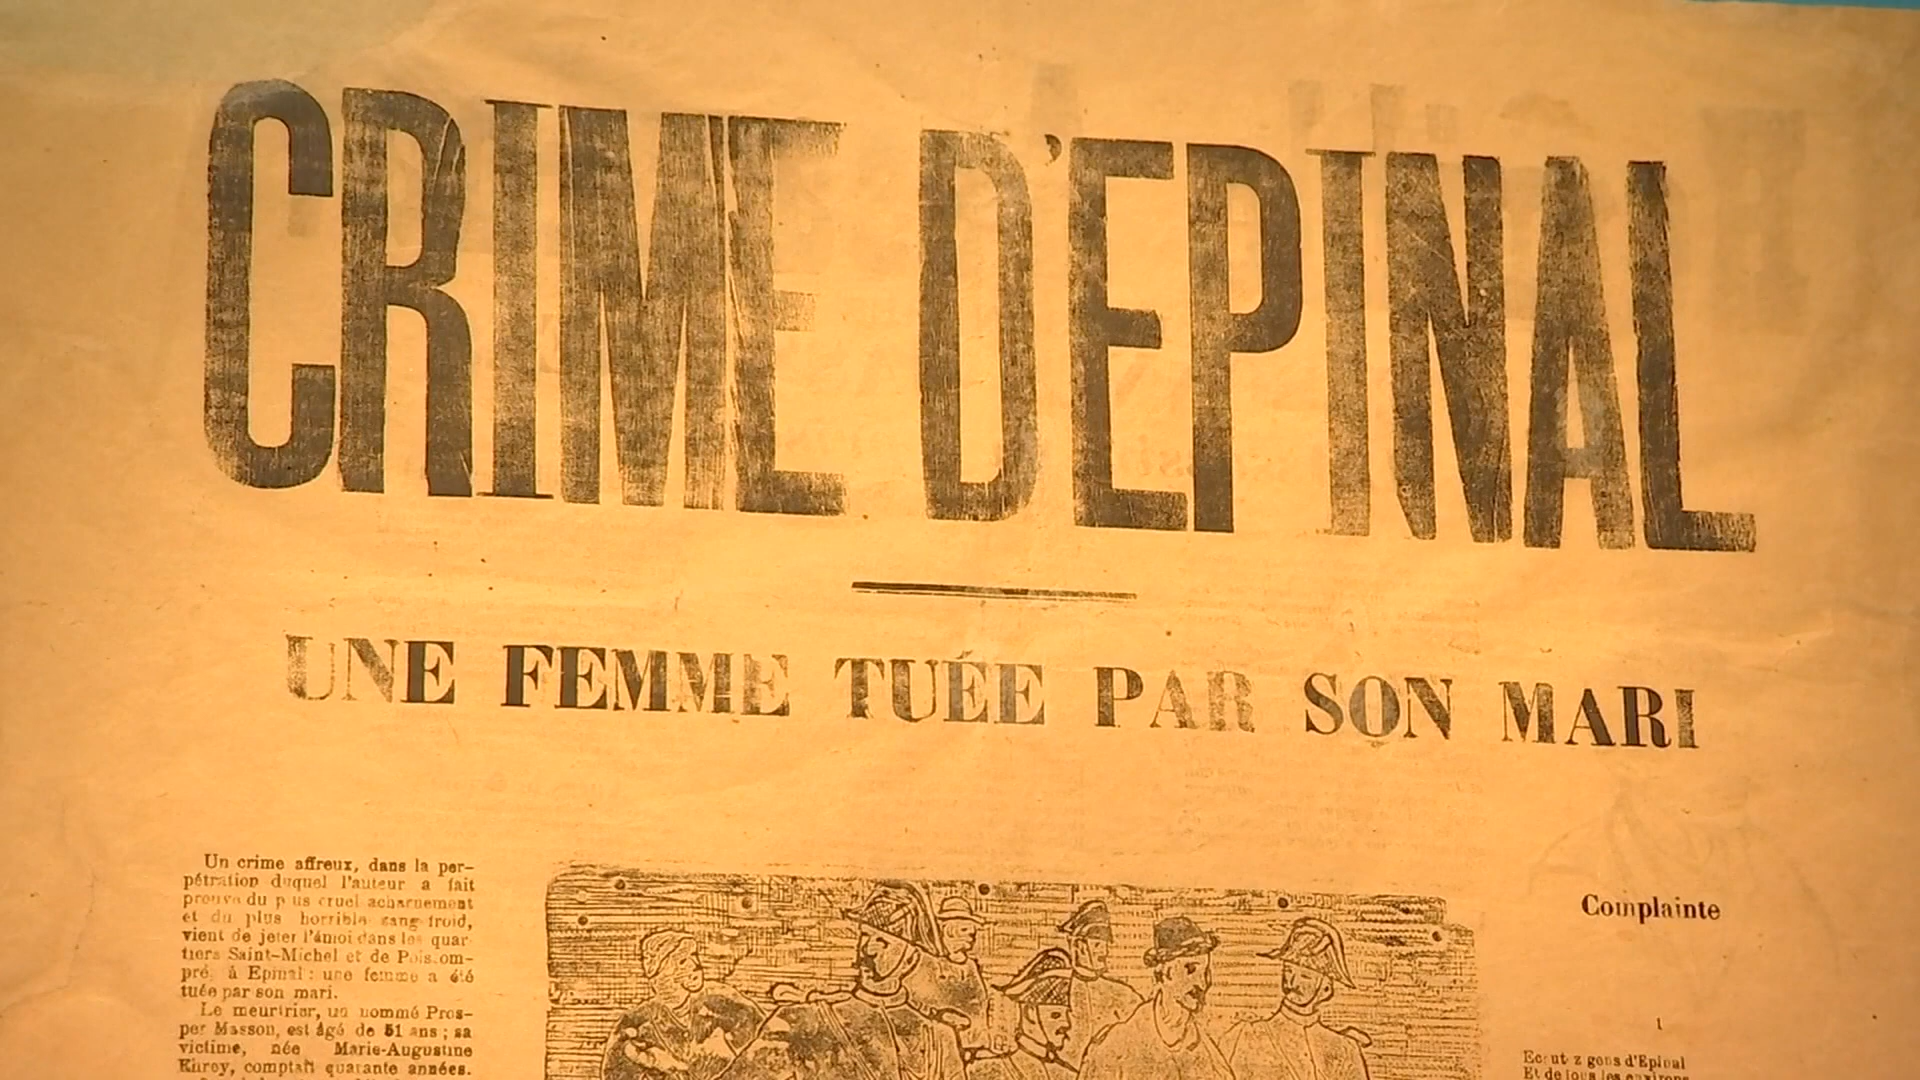 CRIME D'EPINAL
UNE FEMME TUÉE PAR SON MARI
Un crime affreux, dans la per-
pétration duquel l'auteur a fait
preuve du plus cruel acharnement
et du plus horrible sang-froid,
vient de jeter l'émoi dans les quar-
tiers Saint-Michel et de Poissom-
pré, à Epinal : une femme a été
tuée par son mari.
Le meurtrier, un nommé Pros-
per Masson, est âgé de 51 ans ; sa
victime, née Marie-Augustine
comptait quarante années.
Complainte
1
Ecoutez gens d'Epinal
Et de tous les environs